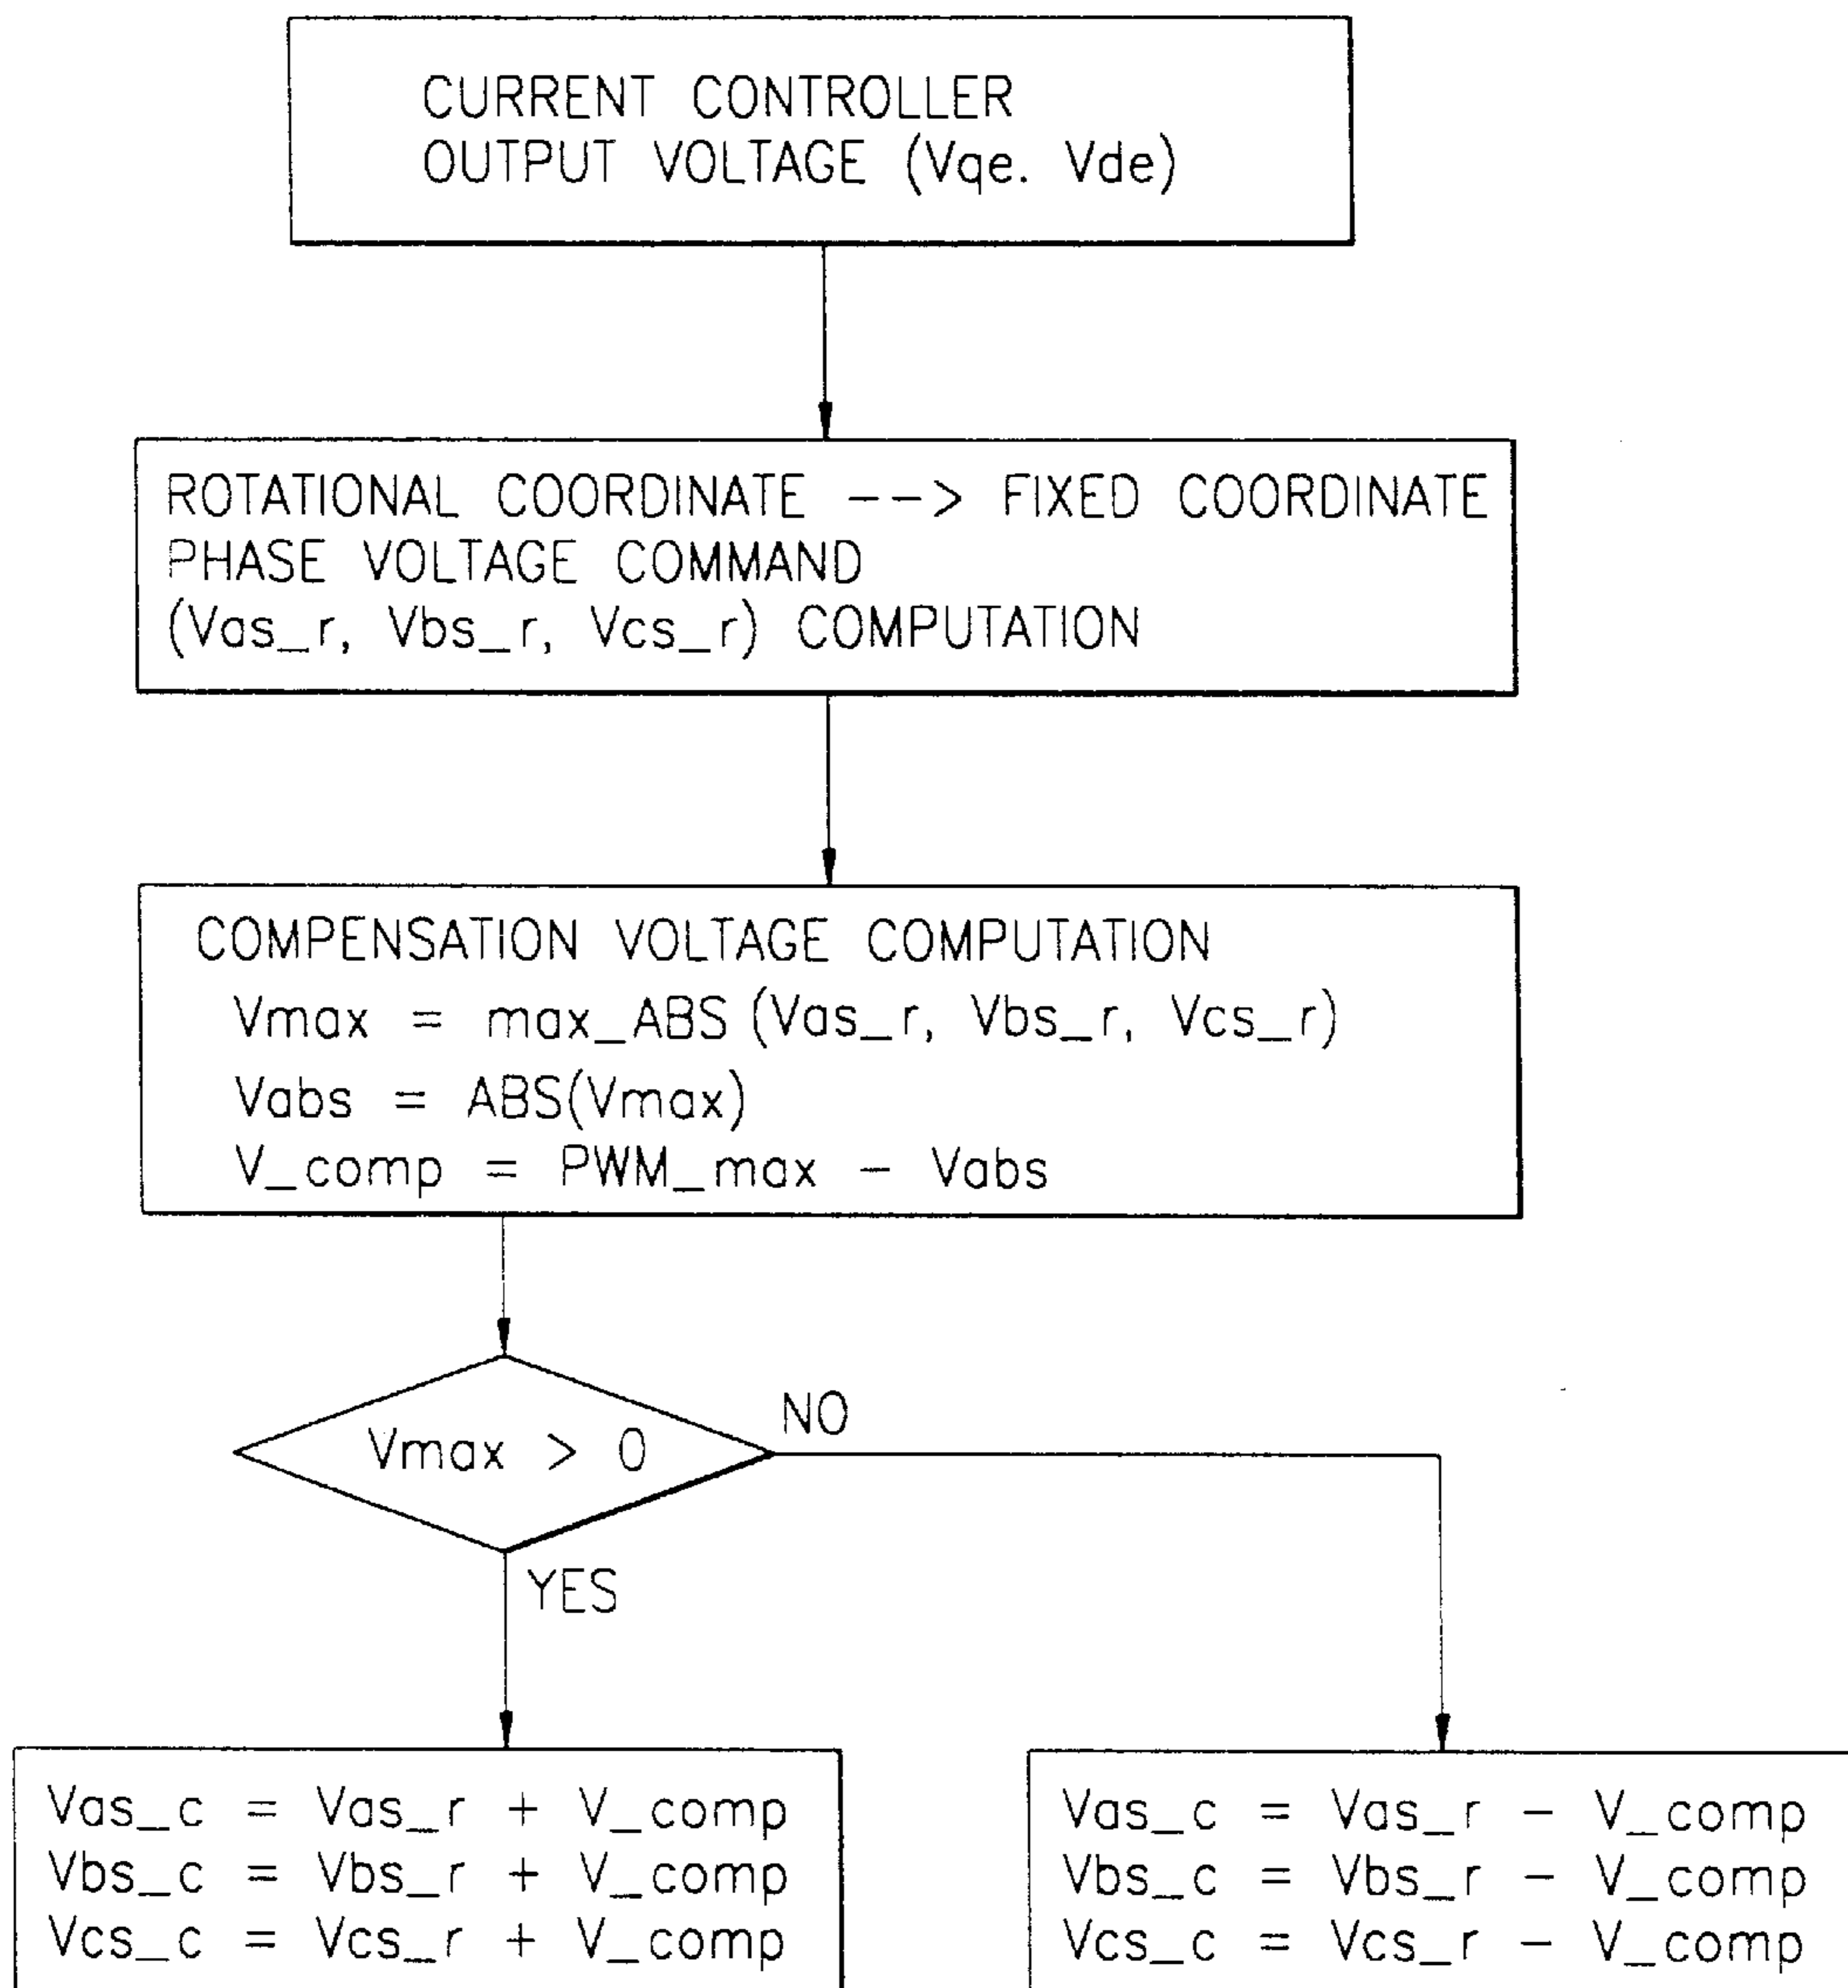 CURRENT CONTROLLER
OUTPUT VOLTAGE (Vqe. Vde)
ROTATIONAL COORDINATE --> FIXED COORDINATE
PHASE VOLTAGE COMMAND
(Vas_r, Vbs_r, Vcs_r) COMPUTATION
COMPENSATION VOLTAGE COMPUTATION
Vmax = max_ABS (Vas_r, Vbs_r, Vcs_r)
Vabs = ABS(Vmax)
V_comp = PWM_max - Vabs
Vmax > 0
NO
YES
Vas_c = Vas_r + V_comp
Vbs_c = Vbs_r + V_comp
Vcs_c = Vcs_r + V_comp
Vas_c = Vas_r - V_comp
Vbs_c = Vbs_r - V_comp
Vcs_c = Vcs_r - V_comp